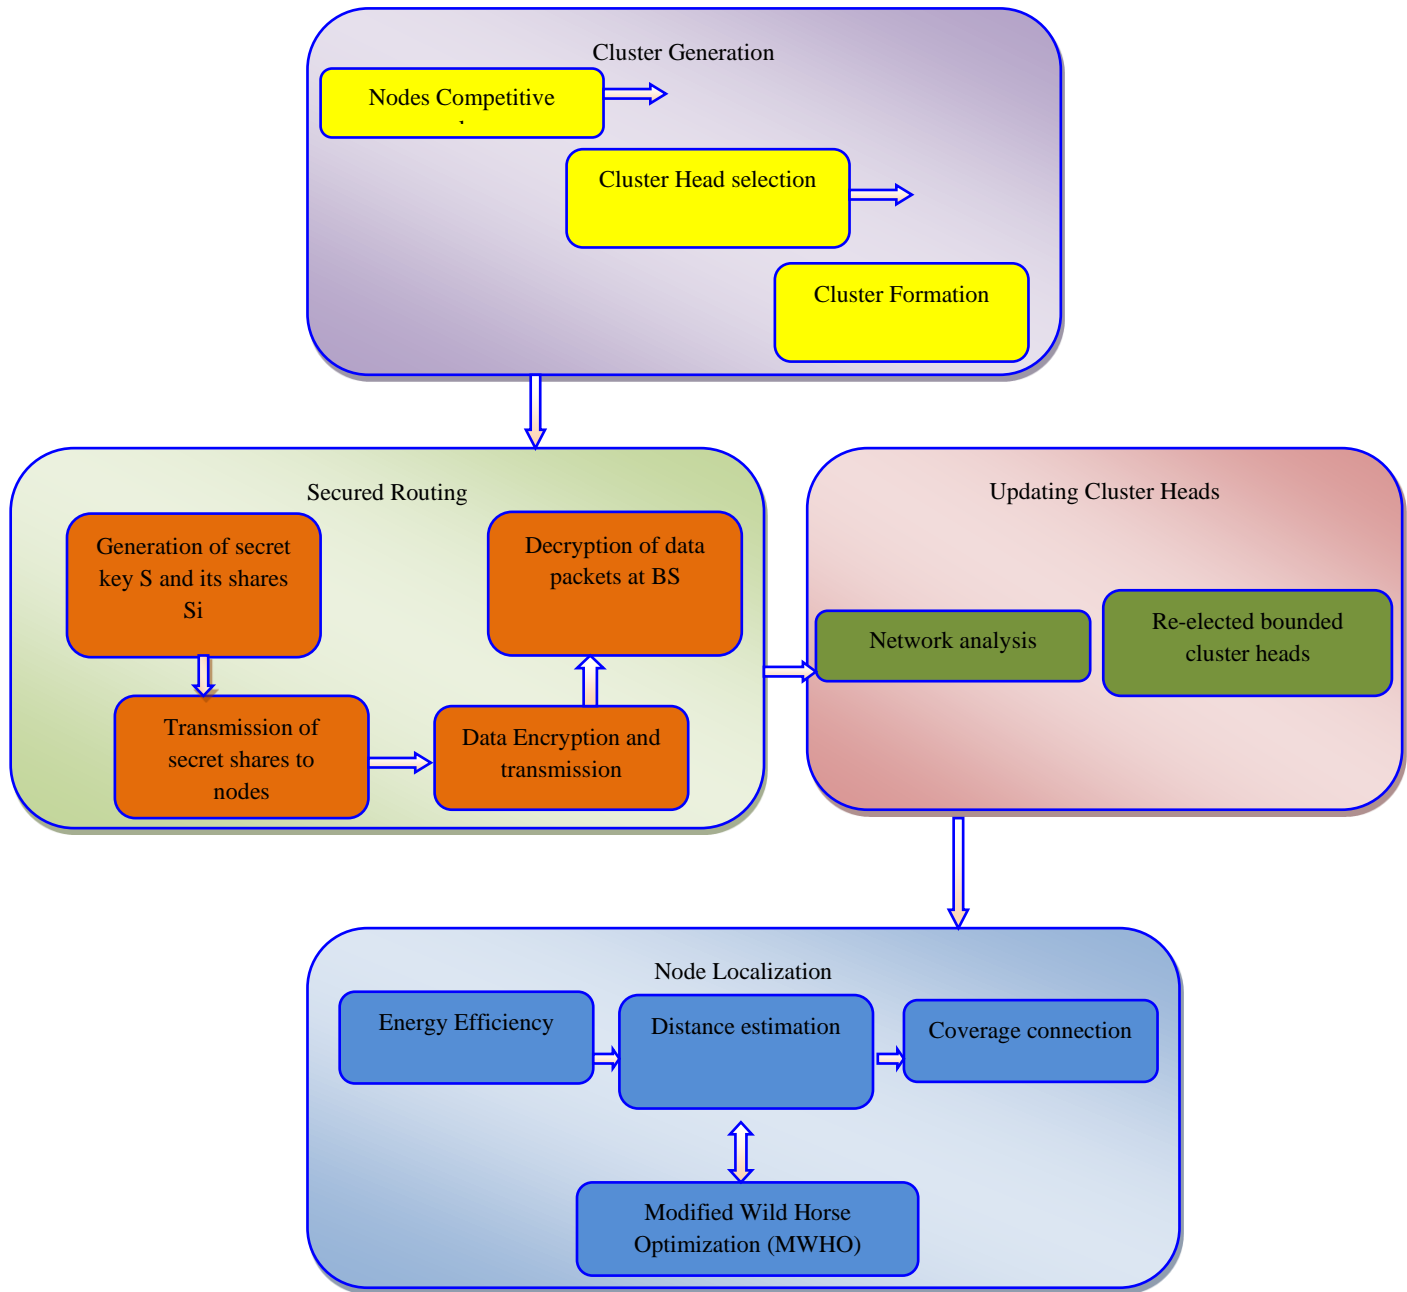 Cluster Generation
Nodes Competitive
Cluster Head selection
Cluster Formation
Secured Routing
Generation of secret
key S and its shares
Si
Decryption of data
packets at BS
Transmission of
secret shares to
nodes
Data Encryption and
transmission
Updating Cluster Heads
Network analysis
Re-elected bounded
cluster heads
Node Localization
Energy Efficiency
Distance estimation
Coverage connection
Modified Wild Horse
Optimization (MWHO)